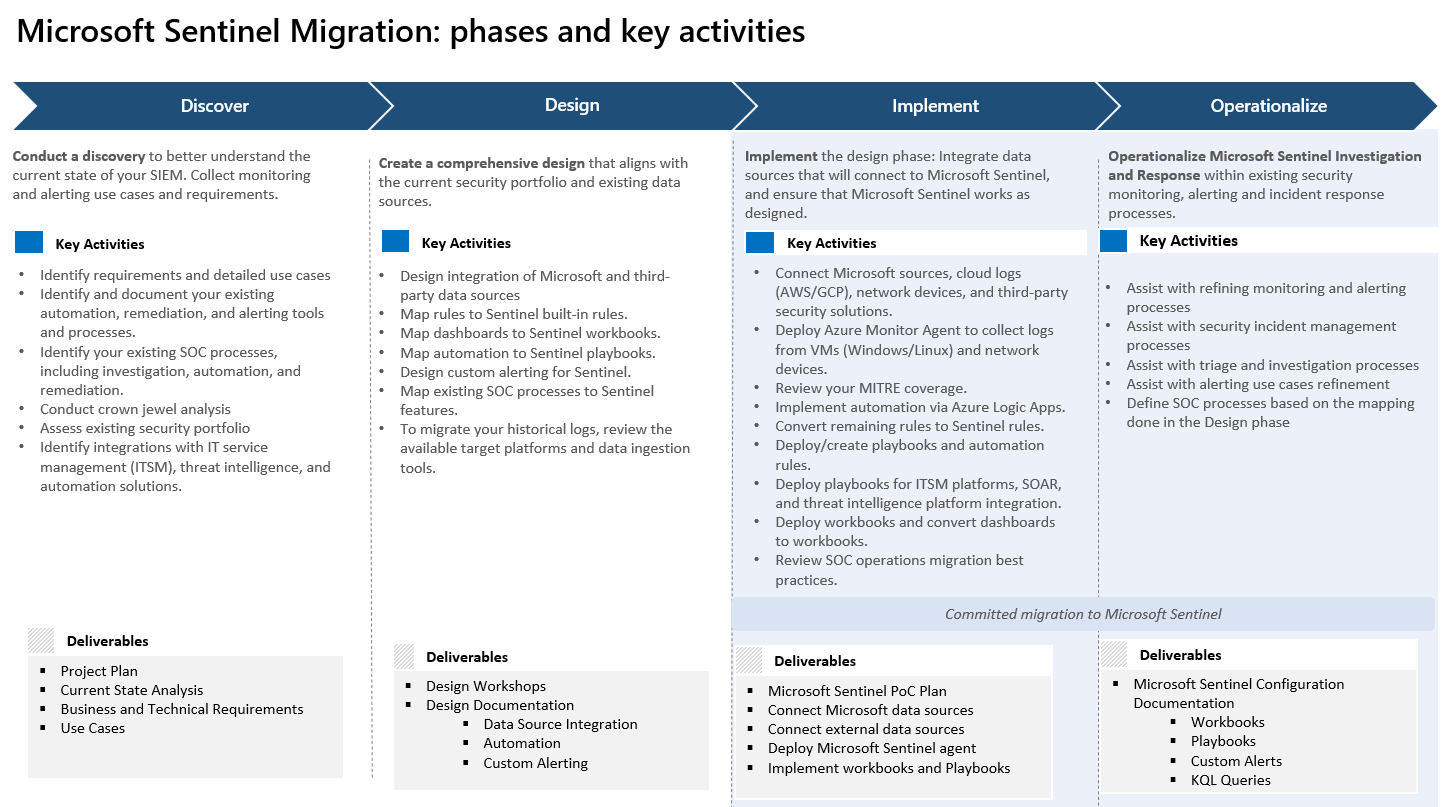 Microsoft Sentinel Migration: phases and key activities
Discover
Design
Implement
Operationalize
Conduct a discovery to better understand the
current state of your SIEM. Collect monitoring
and alerting use cases and requirements.
Key Activities
• Identify requirements and detailed use cases
• Identify and document your existing
automation, remediation, and alerting tools
and processes.
• Identify your existing SOC processes,
including investigation, automation, and
remediation.
• Conduct crown jewel analysis
• Assess existing security portfolio
• Identify integrations with IT service
management (ITSM), threat intelligence, and
automation solutions.
Deliverables
▪ Project Plan
▪ Current State Analysis
▪ Business and Technical Requirements
▪ Use Cases
Create a comprehensive design that aligns with
the current security portfolio and existing data
sources.
Key Activities
• Design integration of Microsoft and third-
party data sources
• Map rules to Sentinel built-in rules.
• Map dashboards to Sentinel workbooks.
• Map automation to Sentinel playbooks.
• Design custom alerting for Sentinel.
• Map existing SOC processes to Sentinel
features.
• To migrate your historical logs, review the
available target platforms and data ingestion
tools.
Deliverables
▪ Design Workshops
▪ Design Documentation
▪ Data Source Integration
▪ Automation
▪ Custom Alerting
Implement the design phase: Integrate data
sources that will connect to Microsoft Sentinel,
and ensure that Microsoft Sentinel works as
designed.
Key Activities
• Connect Microsoft sources, cloud logs
(AWS/GCP), network devices, and third-party
security solutions.
• Deploy Azure Monitor Agent to collect logs
from VMs (Windows/Linux) and network
devices.
• Review your MITRE coverage.
• Implement automation via Azure Logic Apps.
• Convert remaining rules to Sentinel rules.
• Deploy/create playbooks and automation
rules.
• Deploy playbooks for ITSM platforms, SOAR,
and threat intelligence platform integration.
• Deploy workbooks and convert dashboards
to workbooks.
• Review SOC operations migration best
practices.
Committed migration to Microsoft Sentinel
Deliverables
▪ Microsoft Sentinel PoC Plan
▪ Connect Microsoft data sources
▪ Connect external data sources
▪ Deploy Microsoft Sentinel agent
▪ Implement workbooks and Playbooks
Operationalize Microsoft Sentinel Investigation
and Response within existing security
monitoring, alerting and incident response
processes.
Key Activities
• Assist with refining monitoring and alerting
processes
• Assist with security incident management
processes
• Assist with triage and investigation processes
• Assist with alerting use cases refinement
• Define SOC processes based on the mapping
done in the Design phase
Deliverables
▪ Microsoft Sentinel Configuration
Documentation
▪ Workbooks
▪ Playbooks
▪ Custom Alerts
▪ KQL Queries